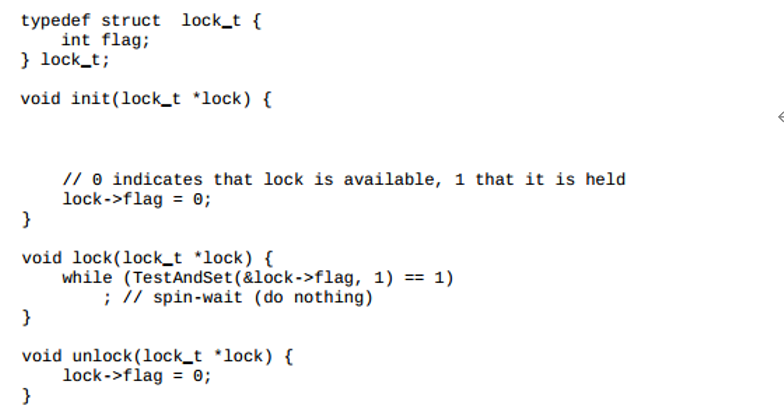 typedef struct  lock_t {
    int flag;
} lock_t;
void init(lock_t *lock) {
    // 0 indicates that lock is available, 1 that it is held
    lock->flag = 0;
}
void lock(lock_t *lock) {
    while (TestAndSet(&lock->flag, 1) == 1)
        ; // spin-wait (do nothing)
}
void unlock(lock_t *lock) {
    lock->flag = 0;
}